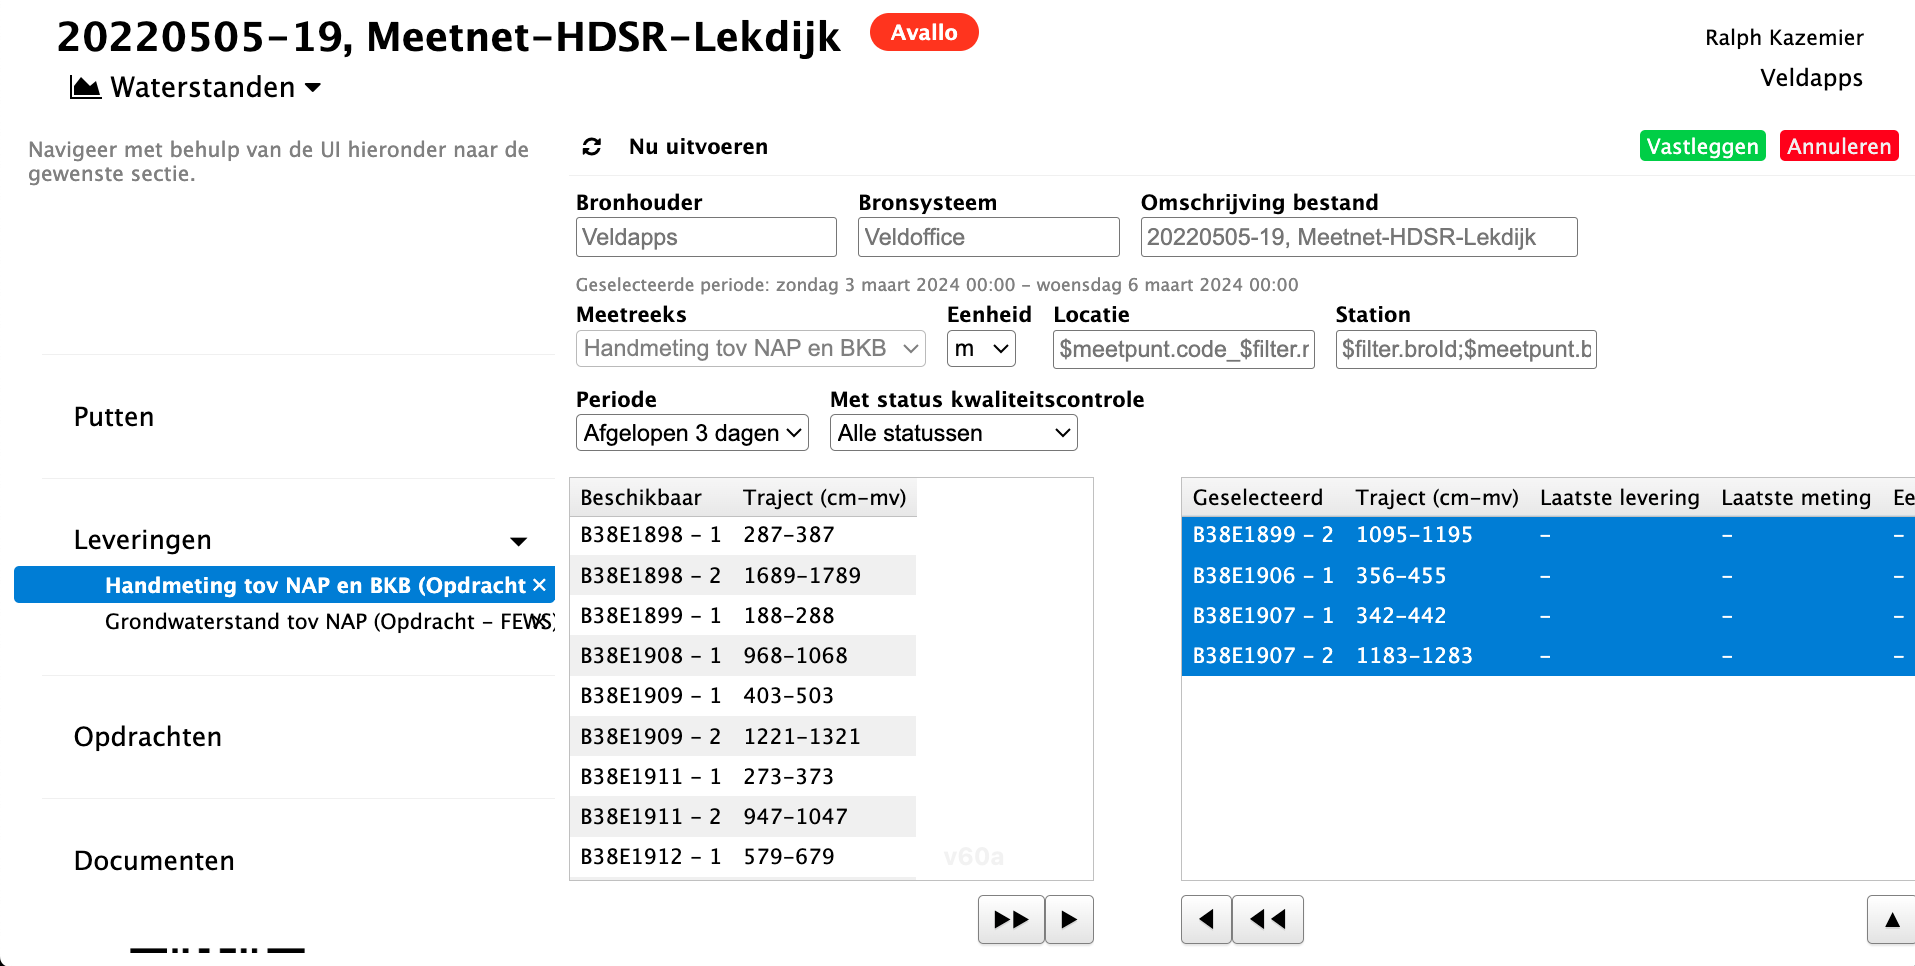 20220505-19, Meetnet-HDSR-Lekdijk
Avallo
Ralph Kazemier
Waterstanden
Veldapps
Navigeer met behulp van de UI hieronder naar de
gewenste sectie.
Putten
Leveringen
Handmeting tov NAP en BKB (Opdracht
Grondwaterstand tov NAP (Opdracht - FEWS)
Opdrachten
Documenten
Nu uitvoeren
Vastleggen
Annuleren
Bronhouder Bronsysteem Omschrijving bestand
Veldapps Veldoffice 20220505-19, Meetnet-HDSR-Lekdijk
Geselecteerde periode: zondag 3 maart 2024 00:00 - woensdag 6 maart 2024 00:00
Meetreeks Eenheid Locatie Station
Handmeting tov NAP en BKB m $meetpunt.code_$filter.r $filter.broId;$meetpunt.b
Periode Met status kwaliteitscontrole
Afgelopen 3 dagen Alle statussen
Beschikbaar Traject (cm-mv)
B38E1898 - 1 287-387
B38E1898 - 2 1689-1789
B38E1899 - 1 188-288
B38E1908 - 1 968-1068
B38E1909 - 1 403-503
B38E1909 - 2 1221-1321
B38E1911 - 1 273-373
B38E1911 - 2 947-1047
B38E1912 - 1 579-679
v60a
Geselecteerd Traject (cm-mv) Laatste levering Laatste meting Ee
B38E1899 - 2 1095-1195 - - -
B38E1906 - 1 356-455 - - -
B38E1907 - 1 342-442 - - -
B38E1907 - 2 1183-1283 - - -